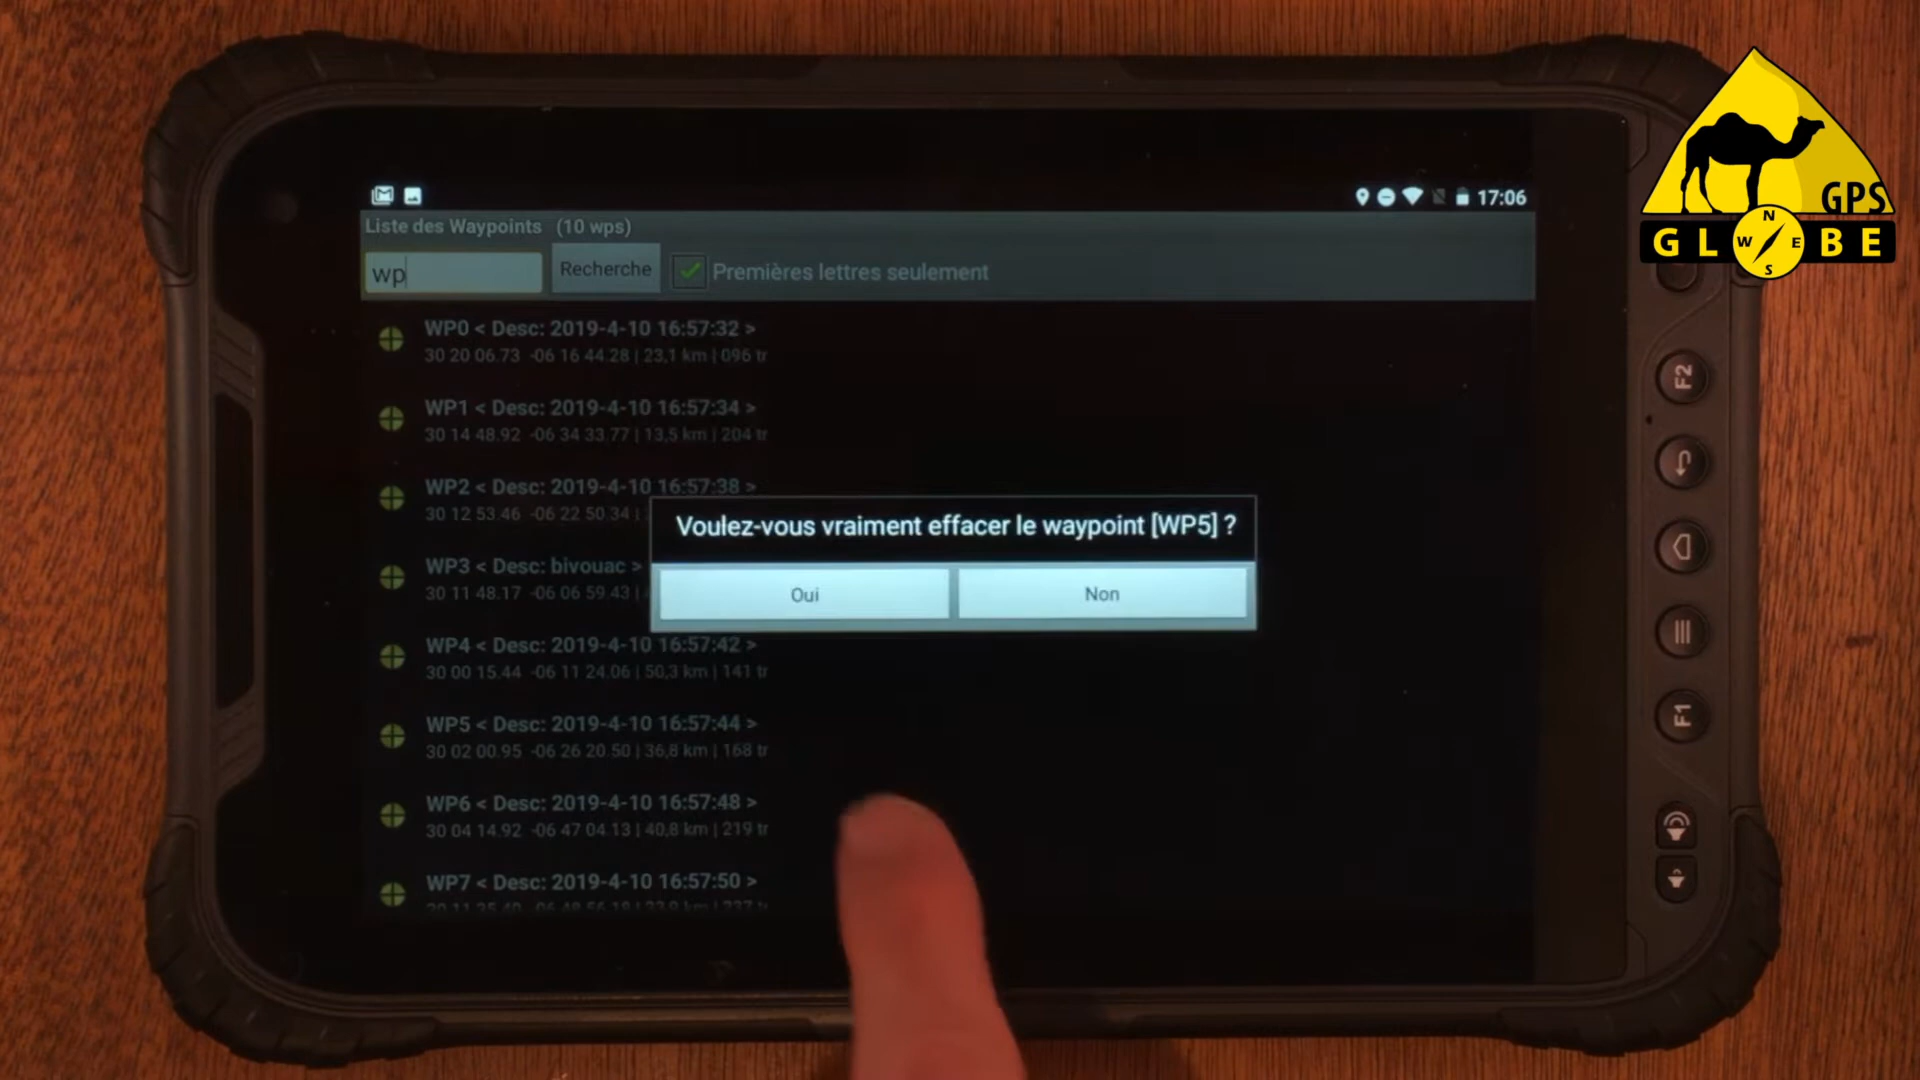 17:06
Liste des Waypoints (10 wps)
wp Recherche Premières lettres seulement
WP0 < Desc: 2019-4-10 16:57:32 >
30 20 06.73 -06 16 44.28 | 23,1 km | 096 tr
WP1 < Desc: 2019-4-10 16:57:34 >
30 14 48.92 -06 34 33.77 | 13,5 km | 204 tr
WP2 < Desc: 2019-4-10 16:57:38 >
30 12 53.46 -06 22 50.34 |
Voulez-vous vraiment effacer le waypoint [WP5] ?
Oui Non
WP3 < Desc: bivouac >
30 11 48.17 -06 06 59.43 |
WP4 < Desc: 2019-4-10 16:57:42 >
30 00 15.44 -06 11 24.06 | 50,3 km | 141 tr
WP5 < Desc: 2019-4-10 16:57:44 >
30 02 00.95 -06 26 20.50 | 36,8 km | 168 tr
WP6 < Desc: 2019-4-10 16:57:48 >
30 04 14.92 -06 47 04.13 | 40,8 km | 219 tr
WP7 < Desc: 2019-4-10 16:57:50 >
GPS
GL BE
N
W E
S
F2
F1